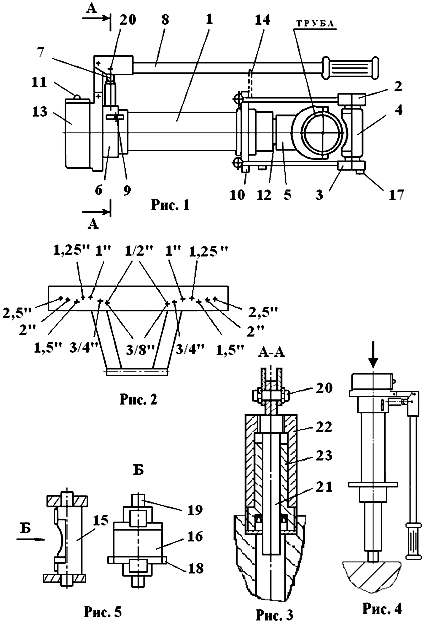 А 20 1 8 14 ТРУБА
7
2
11
13
4
6 9 10 12 5 3 17
А
Рис. 1
1,25" 1" 1/2" 1" 1,25"
2,5" 2,5"
2" 2"
1,5" 3/4" 3/8" 3/4" 1,5"
Рис. 2
А-А
20
22
23
21
Рис. 3
Рис. 4
Б
Б 15
19
16
18
Рис. 5